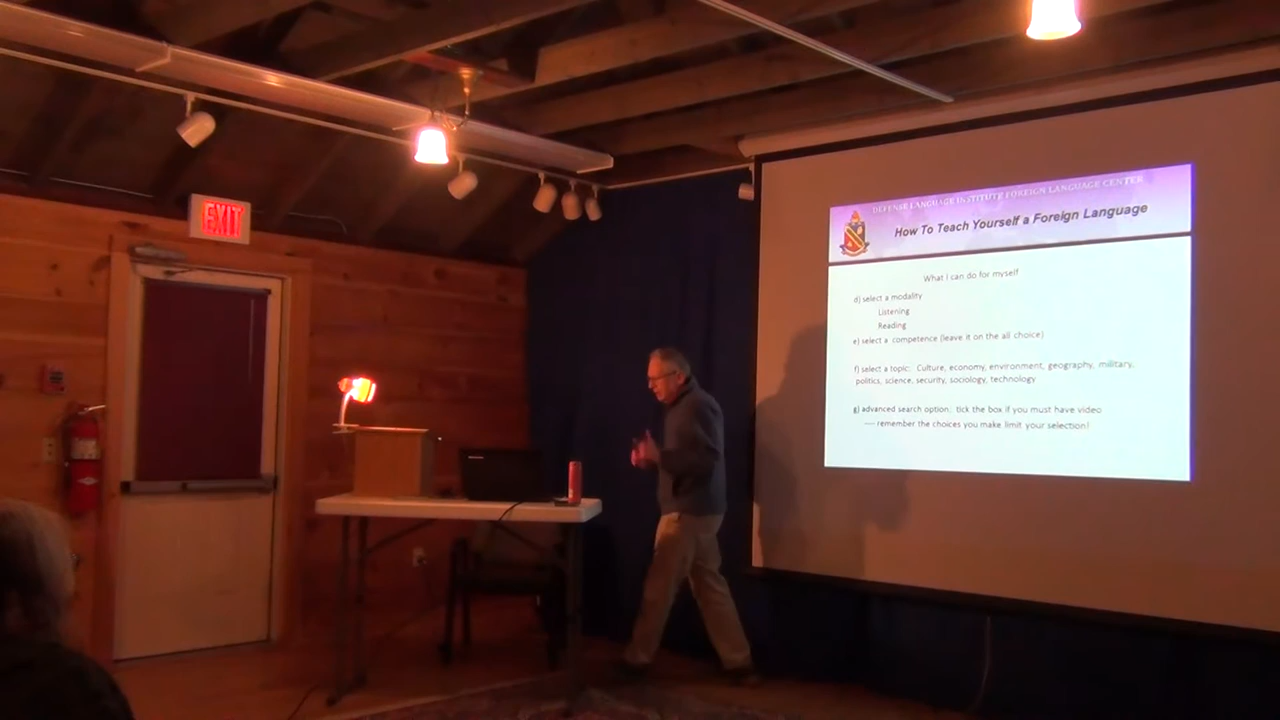 EXIT
DEFENSE LANGUAGE INSTITUTE FOREIGN LANGUAGE CENTER
How To Teach Yourself a Foreign Language
What I can do for myself
d) select a modality
Listening
Reading
e) select a competence (leave it on the all choice)
f) select a topic: Culture, economy, environment, geography, military,
politics, science, security, sociology, technology
g) advanced search option: tick the box if you must have video
---- remember the choices you make limit your selection!